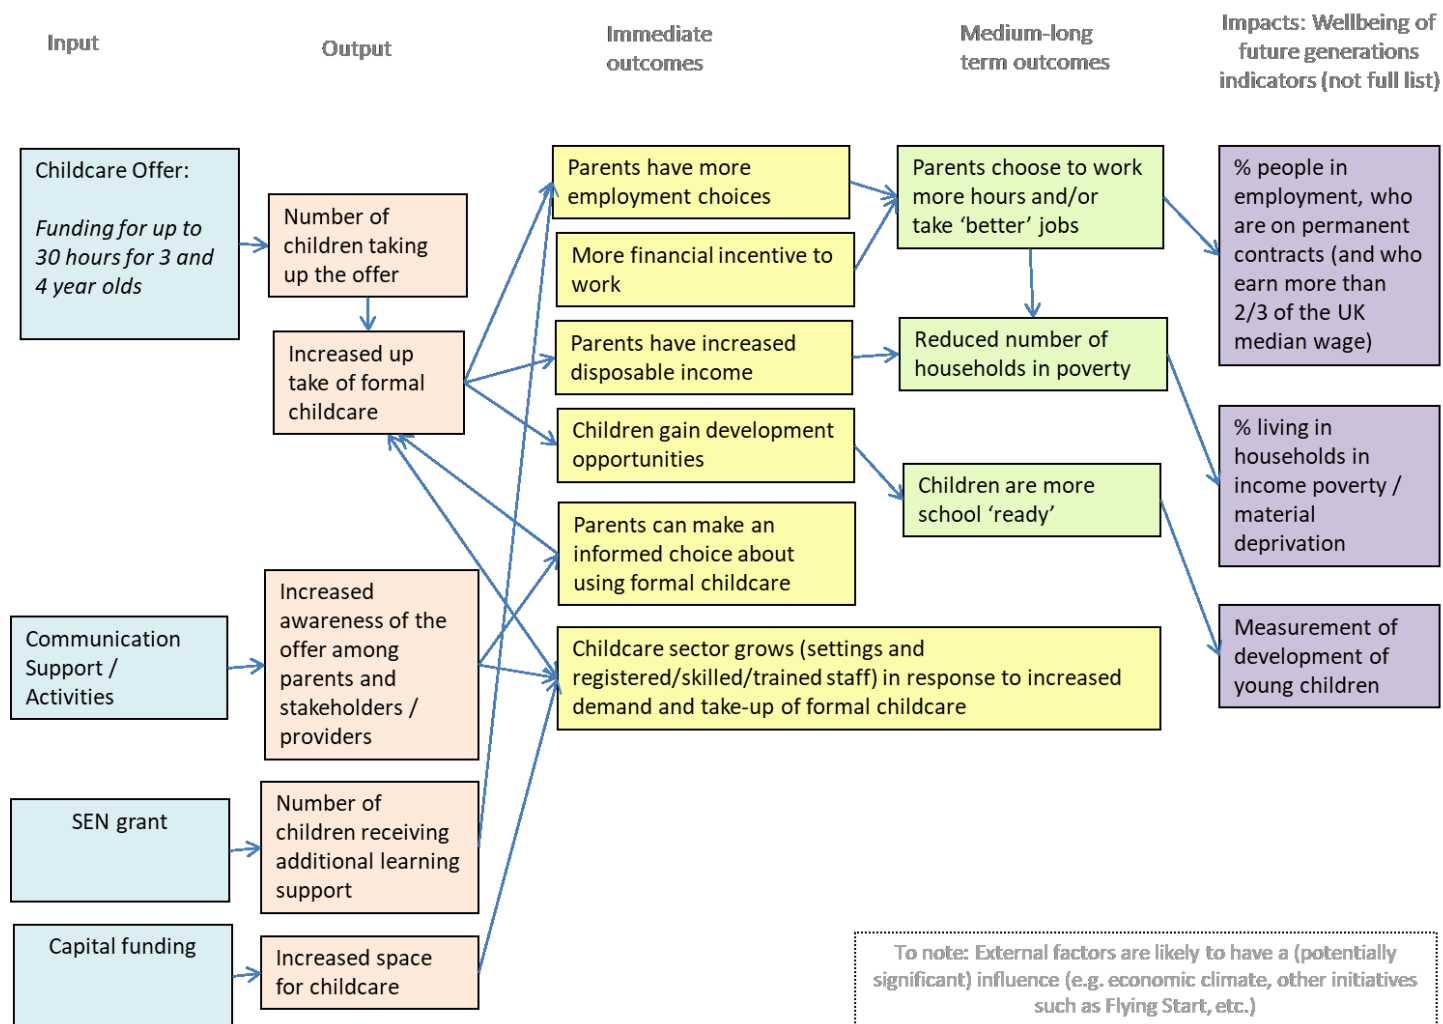 Input
Output
Immediate
outcomes
Medium-long
term outcomes
Impacts: Wellbeing of
future generations
indicators (not full list)
Childcare Offer:
Funding for up to
30 hours for 3 and
4 year olds
Number of
children taking
up the offer
Increased up
take of formal
childcare
Parents have more
employment choices
More financial incentive to
work
Parents have increased
disposable income
Children gain development
opportunities
Parents can make an
informed choice about
using formal childcare
Childcare sector grows (settings and
registered/skilled/trained staff) in response to increased
demand and take-up of formal childcare
Parents choose to work
more hours and/or
take ‘better’ jobs
Reduced number of
households in poverty
Children are more
school ‘ready’
% people in
employment, who
are on permanent
contracts (and who
earn more than
2/3 of the UK
median wage)
% living in
households in
income poverty /
material
deprivation
Measurement of
development of
young children
Communication
Support /
Activities
Increased
awareness of the
offer among
parents and
stakeholders /
providers
SEN grant
Number of
children receiving
additional learning
support
Capital funding
Increased space
for childcare
To note: External factors are likely to have a (potentially
significant) influence (e.g. economic climate, other initiatives
such as Flying Start, etc.)